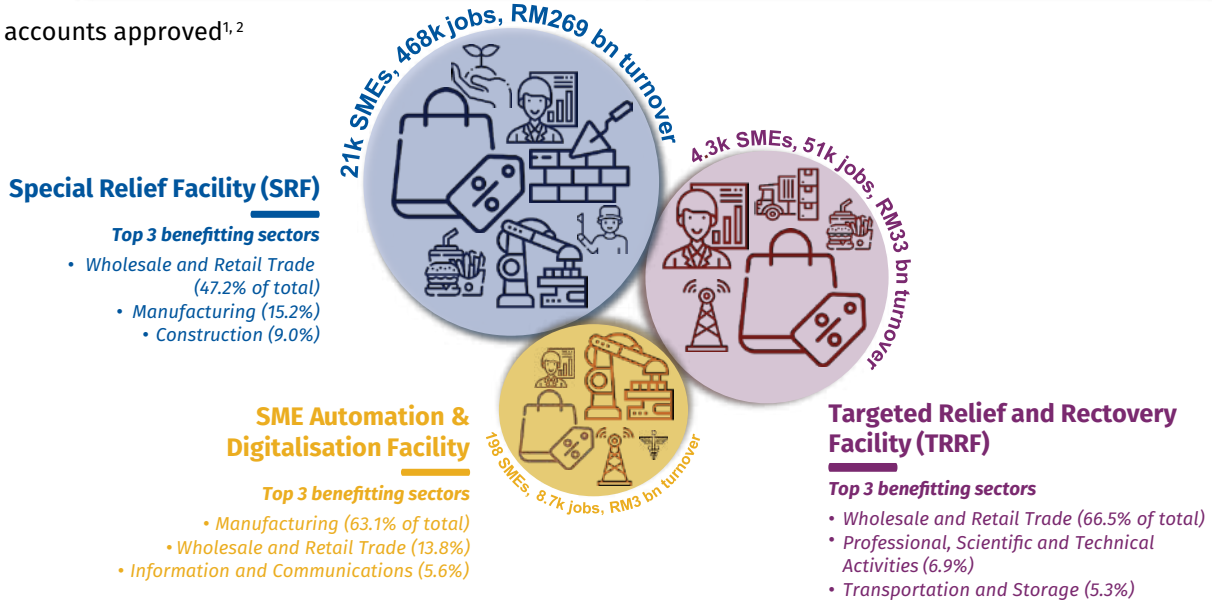 accounts approved1, 2
21k SMEs, 468k jobs, RM269 bn turnover
4.3k SMEs, 51k jobs, RM33 bn turnover
Special Relief Facility (SRF)
Top 3 benefitting sectors
• Wholesale and Retail Trade
(47.2% of total)
• Manufacturing (15.2%)
• Construction (9.0%)
198 SMEs, 8.7k jobs, RM3 bn turnover
SME Automation &
Digitalisation Facility
Top 3 benefitting sectors
• Manufacturing (63.1% of total)
• Wholesale and Retail Trade (13.8%)
• Information and Communications (5.6%)
Targeted Relief and Rectovery
Facility (TRRF)
Top 3 benefitting sectors
• Wholesale and Retail Trade (66.5% of total)
• Professional, Scientific and Technical
Activities (6.9%)
• Transportation and Storage (5.3%)